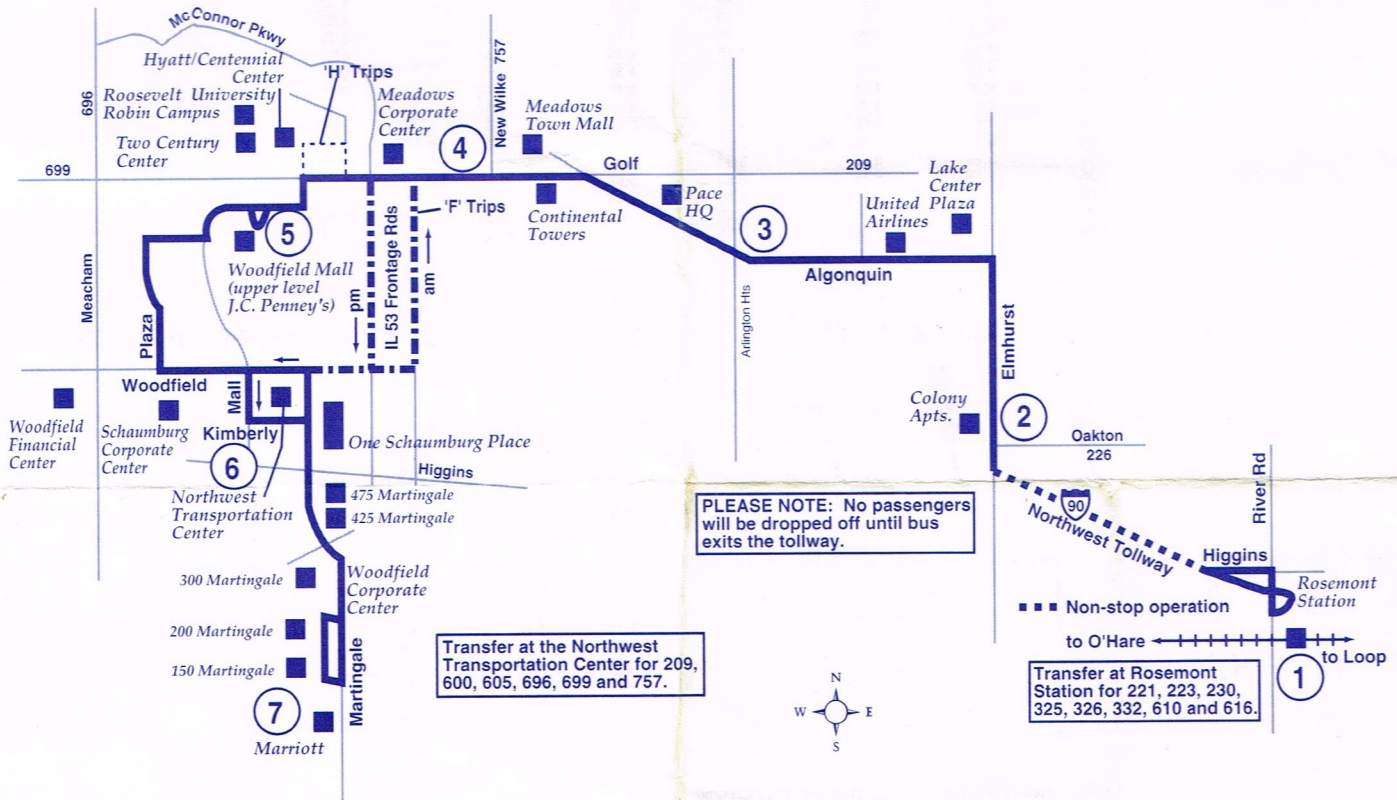 McConnor Pkwy
Hyatt/Centennial
Center
'H' Trips
696
Roosevelt University
Robin Campus
Two Century
Center
Meadows
Corporate
Center
4
New Wilke 757
Meadows
Town Mall
699
Golf
209
Lake
Center
Plaza
United
Airlines
Pace
HQ
Continental
Towers
'F' Trips
3
5
Woodfield Mall
(upper level
J.C. Penney's)
am
pm
IL 53 Frontage Rds
Algonquin
Arlington Hts
Meacham
Plaza
Elmhurst
Woodfield
Mall
Woodfield
Financial
Center
Schaumburg
Corporate
Center
Kimberly
One Schaumburg Place
Colony
Apts.
2
Oakton
226
6
Higgins
Northwest
Transportation
Center
475 Martingale
425 Martingale
PLEASE NOTE: No passengers
will be dropped off until bus
exits the tollway.
90
Northwest Tollway
River Rd
Higgins
Rosemont
Station
300 Martingale
Woodfield
Corporate
Center
200 Martingale
150 Martingale
Martingale
7
Marriott
Transfer at the Northwest
Transportation Center for 209,
600, 605, 696, 699 and 757.
N
W
E
S
Non-stop operation
to O'Hare
to Loop
1
Transfer at Rosemont
Station for 221, 223, 230,
325, 326, 332, 610 and 616.